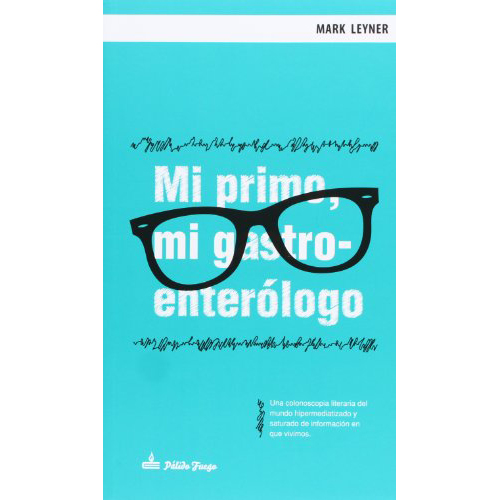 MARK LEYNER
Mi primo,
mi gastro-
enterólogo
Una colonoscopia literaria del
mundo hipermediatizado y
saturado de información en
que vivimos.
Pálido Fuego